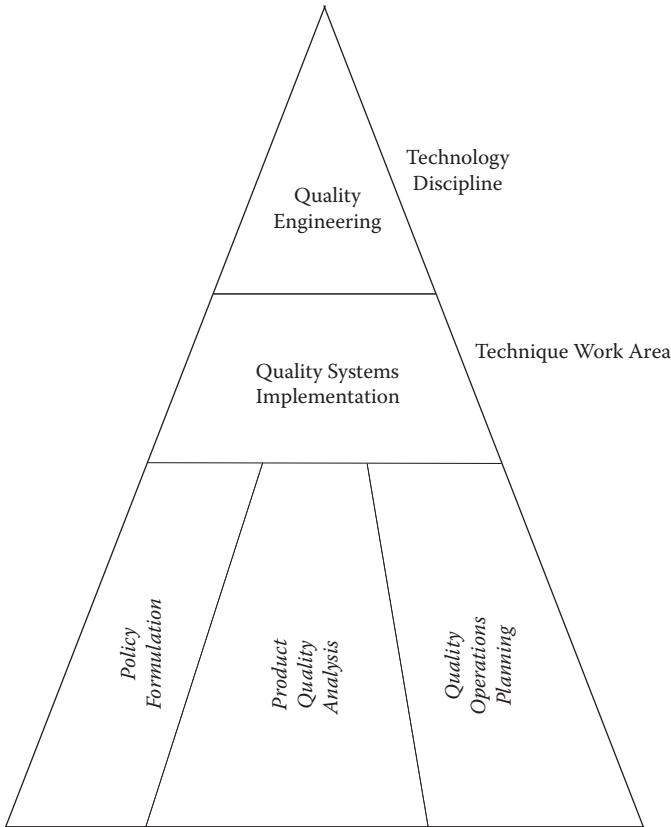 Technology
Discipline
Quality
Engineering
Technique Work Area
Quality Systems
Implementation
Policy
Formulation
Product
Quality
Analysis
Quality
Operations
Planning